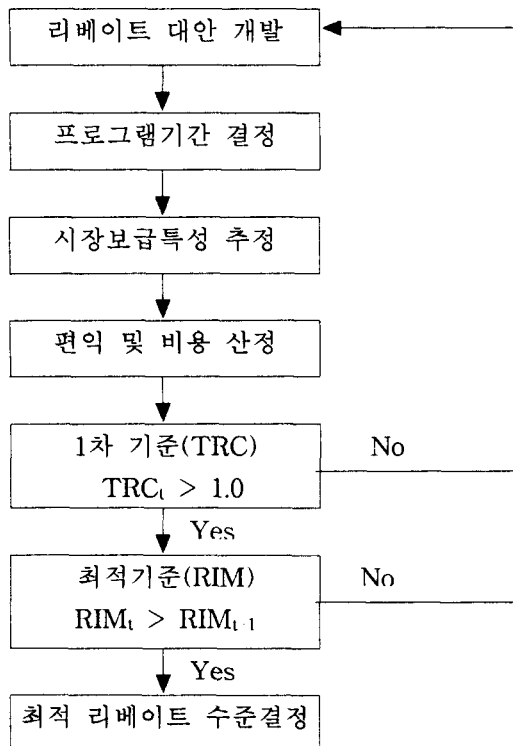 리베이트 대안 개발
프로그램기간 결정
시장보급특성 추정
편익 및 비용 산정
1차 기준(TRC)
No
TRCₜ > 1.0
Yes
최적기준(RIM)
No
RIMₜ > RIMₜ₋₁
Yes
최적 리베이트 수준결정